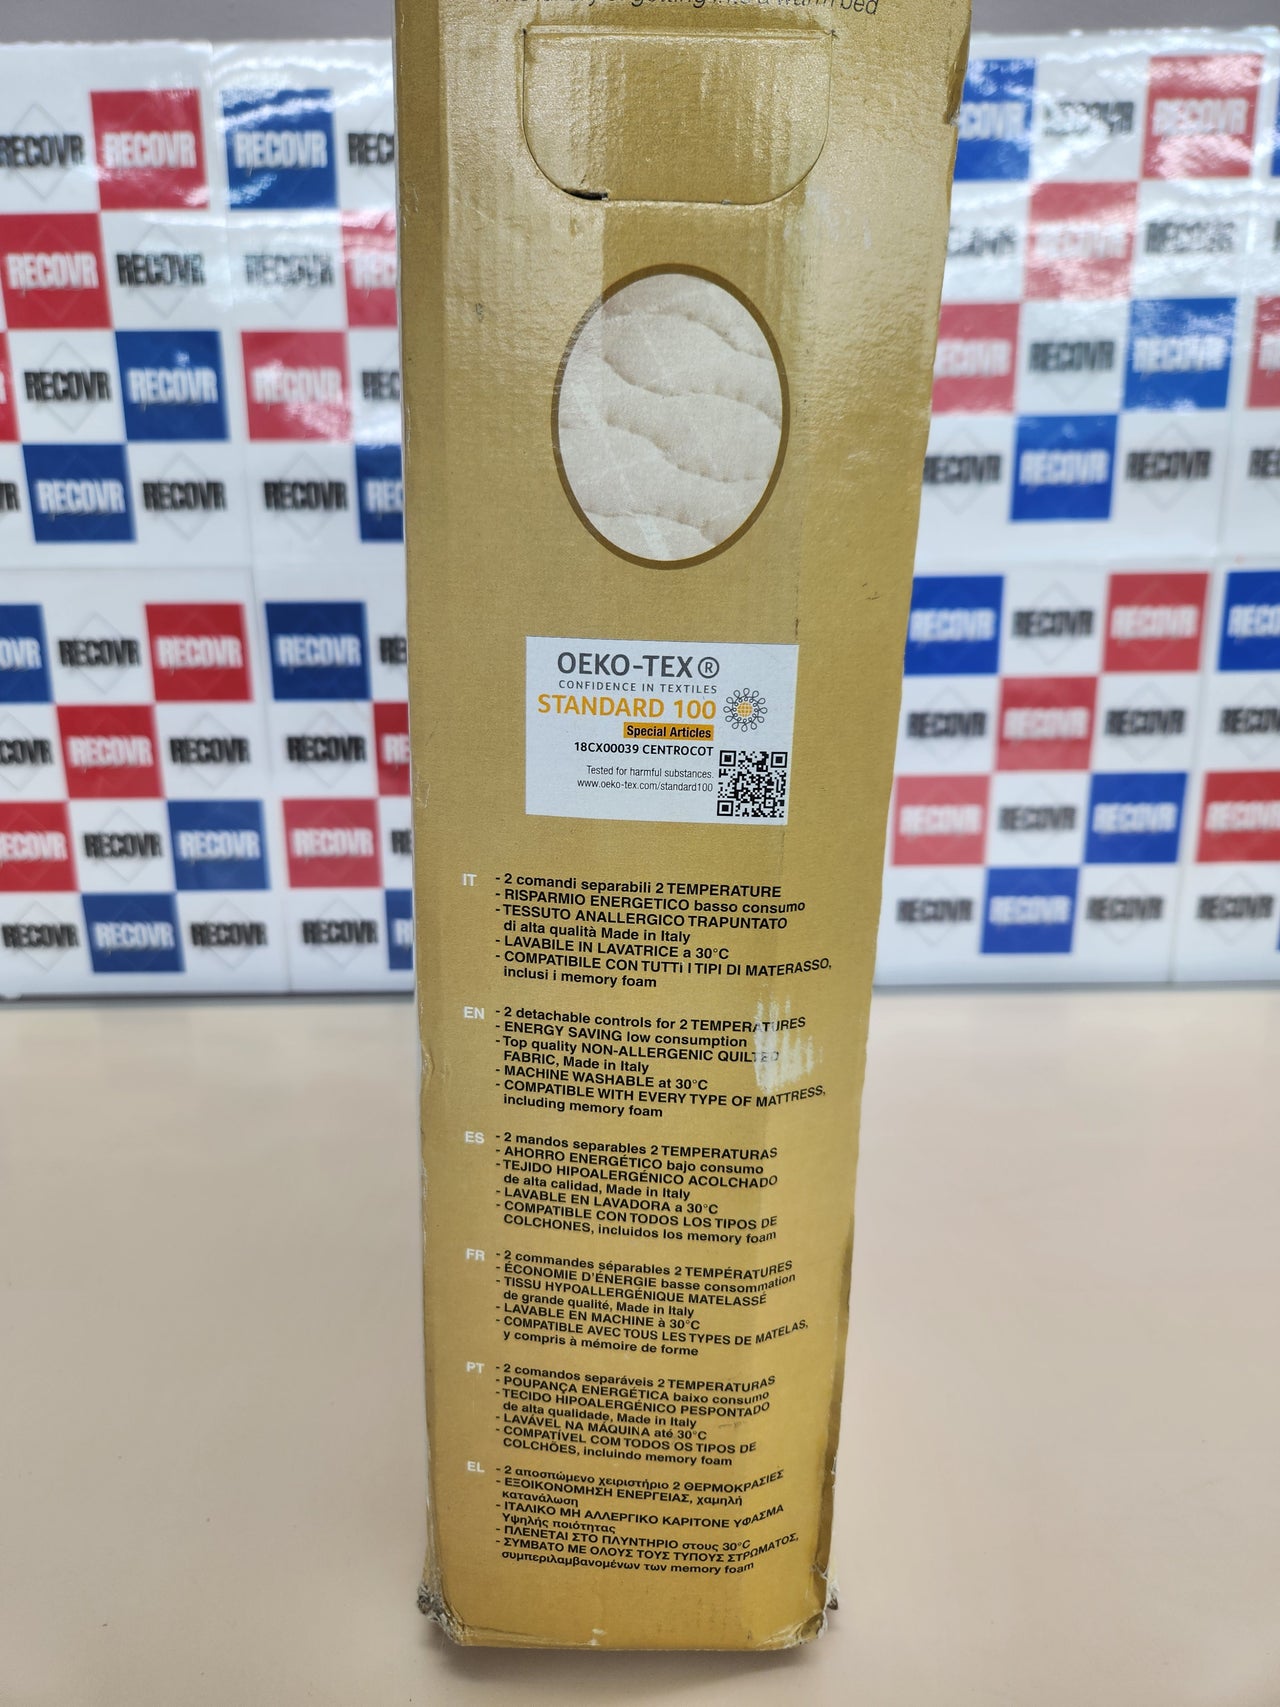 bed
OEKO-TEX®
CONFIDENCE IN TEXTILES
STANDARD 100
Special Articles
18CX00039 CENTROCOT
Tested for harmful substances.
www.oeko-tex.com/standard100
IT - 2 comandi separabili 2 TEMPERATURE
- RISPARMIO ENERGETICO basso consumo
- TESSUTO ANALLERGICO TRAPUNTATO
di alta qualità Made in Italy
- LAVABILE IN LAVATRICE a 30°C
- COMPATIBILE CON TUTTI I TIPI DI MATERASSO,
inclusi i memory foam
EN - 2 detachable controls for 2 TEMPERATURES
- ENERGY SAVING low consumption
- Top quality NON-ALLERGENIC QUILTED
FABRIC, Made in Italy
- MACHINE WASHABLE at 30°C
- COMPATIBLE WITH EVERY TYPE OF MATTRESS,
including memory foam
ES - 2 mandos separables 2 TEMPERATURAS
- AHORRO ENERGÉTICO bajo consumo
- TEJIDO HIPOALERGÉNICO ACOLCHADO
de alta calidad, Made in Italy
- LAVABLE EN LAVADORA a 30°C
- COMPATIBLE CON TODOS LOS TIPOS DE
COLCHONES, incluidos los memory foam
FR - 2 commandes séparables 2 TEMPÉRATURES
- ÉCONOMIE D'ÉNERGIE basse consommation
- TISSU HYPOALLERGÉNIQUE MATELASSÉ
de grande qualité, Made in Italy
- LAVABLE EN MACHINE à 30°C
- COMPATIBLE AVEC TOUS LES TYPES DE MATELAS,
y compris à mémoire de forme
PT - 2 comandos separáveis 2 TEMPERATURAS
- POUPANÇA ENERGÉTICA baixo consumo
- TECIDO HIPOALERGÉNICO PESPONTADO
de alta qualidade, Made in Italy
- LAVÁVEL NA MÁQUINA até 30°C
- COMPATÍVEL COM TODOS OS TIPOS DE
COLCHÕES, incluindo memory foam
EL - 2 αποσπώμενο χειριστήριο 2 ΘΕΡΜΟΚΡΑΣΙΕΣ
- ΕΞΟΙΚΟΝΟΜΗΣΗ ΕΝΕΡΓΕΙΑΣ, χαμηλή
κατανάλωση
- ΙΤΑΛΙΚΟ ΜΗ ΑΛΛΕΡΓΙΚΟ ΚΑΡΙΤΟΝΕ ΥΦΑΣΜΑ
Υψηλής ποιότητας
- ΠΛΕΝΕΤΑΙ ΣΤΟ ΠΛΥΝΤΗΡΙΟ στους 30°C
- ΣΥΜΒΑΤΟ ΜΕ ΟΛΟΥΣ ΤΟΥΣ ΤΥΠΟΥΣ ΣΤΡΩΜΑΤΟΣ,
συμπεριλαμβανομένων των memory foam
RECOVR